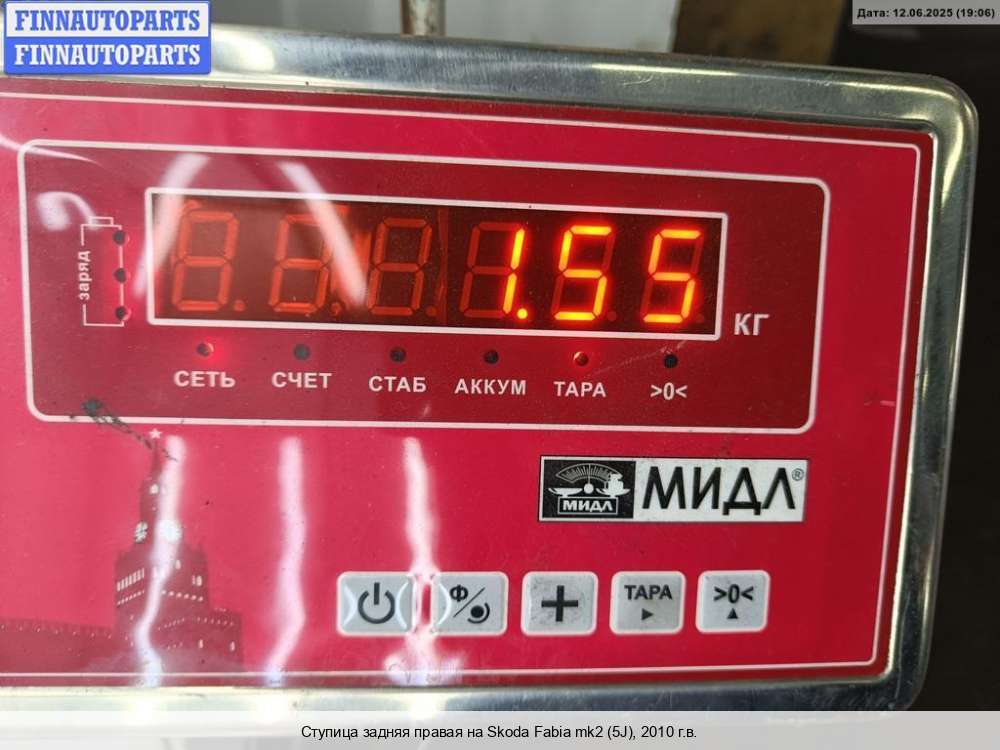 FINNAUTOPARTS
FINNAUTOPARTS
Дата: 12.06.2025 (19:06)
заряд
1.55
КГ
СЕТЬ СЧЕТ СТАБ АККУМ ТАРА >0<
МИДЛ МИДЛ®
Ф ТАРА >0<
Ступица задняя правая на Skoda Fabia mk2 (5J), 2010 г.в.